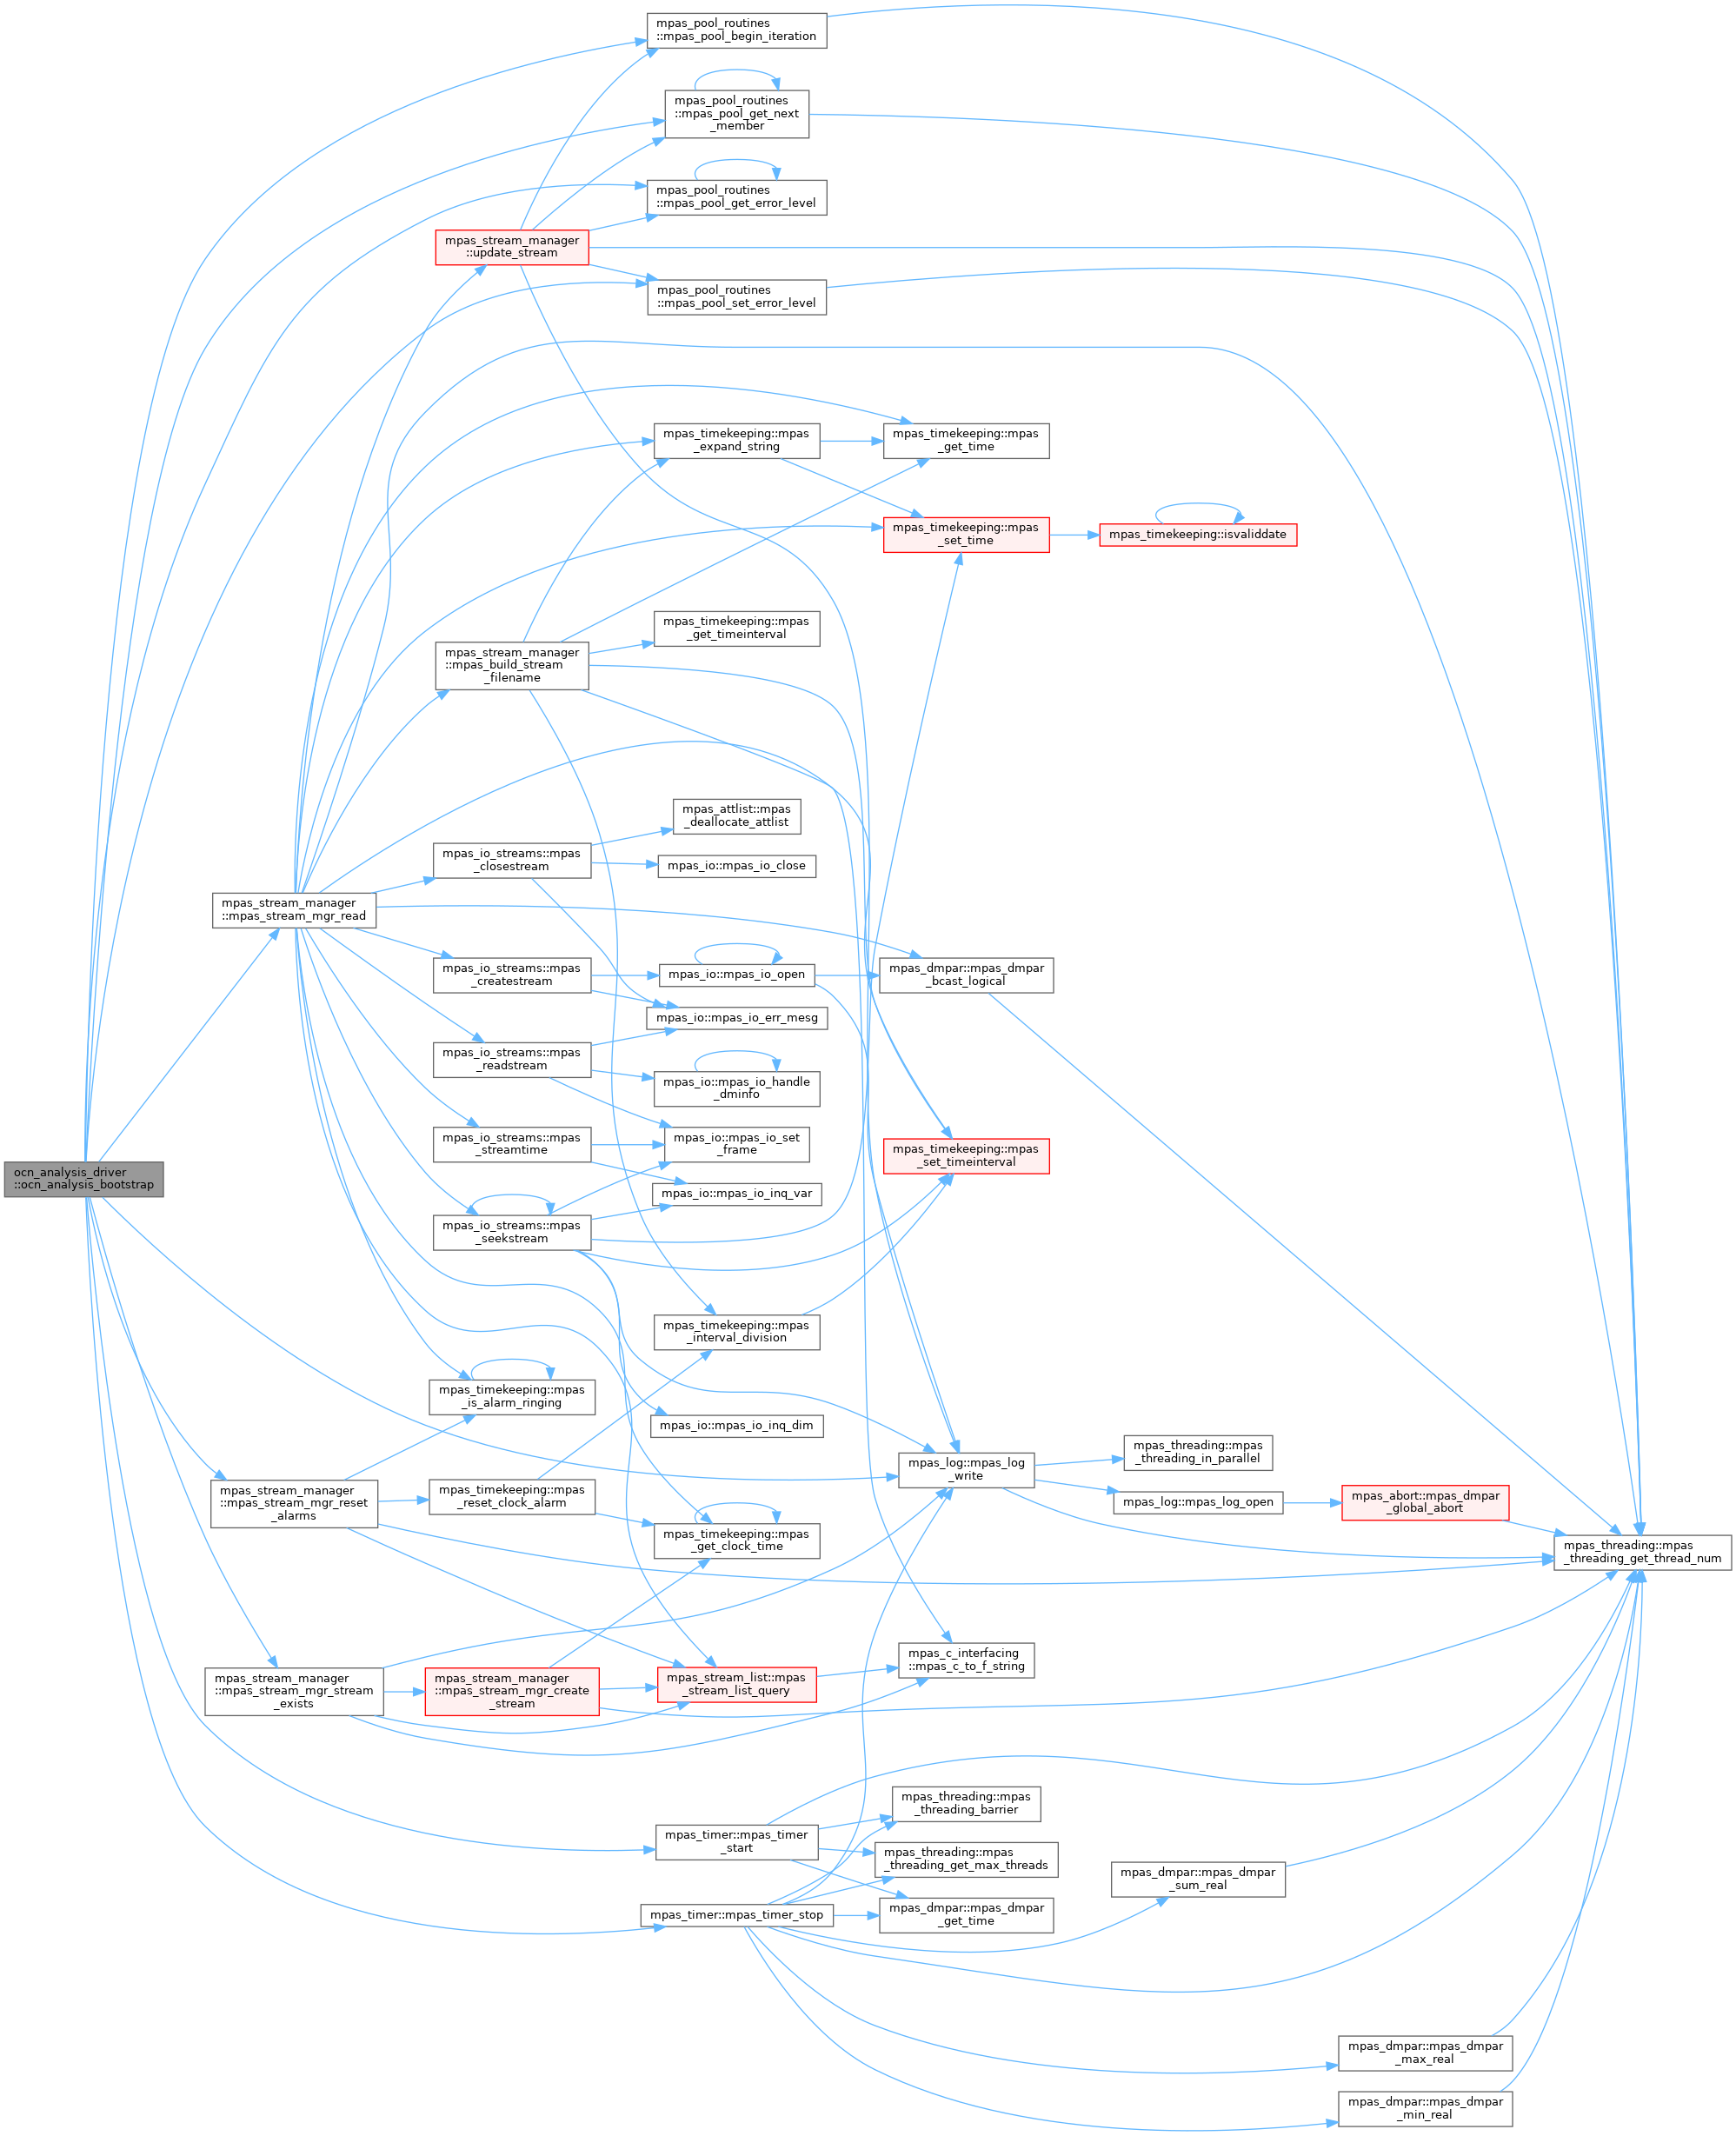 mpas_pool_routines
::mpas_pool_begin_iteration
mpas_pool_routines
::mpas_pool_get_next
_member
mpas_pool_routines
::mpas_pool_get_error_level
mpas_stream_manager
::update_stream
mpas_pool_routines
::mpas_pool_set_error_level
mpas_timekeeping::mpas
_expand_string
mpas_timekeeping::mpas
_get_time
mpas_timekeeping::mpas
_set_time
mpas_timekeeping::isvaliddate
mpas_timekeeping::mpas
_get_timeinterval
mpas_stream_manager
::mpas_build_stream
_filename
mpas_attlist::mpas
_deallocate_attlist
mpas_io_streams::mpas
_closestream
mpas_io::mpas_io_close
mpas_stream_manager
::mpas_stream_mgr_read
mpas_io_streams::mpas
_createstream
mpas_io::mpas_io_open
mpas_dmpar::mpas_dmpar
_bcast_logical
mpas_io::mpas_io_err_mesg
mpas_io_streams::mpas
_readstream
mpas_io::mpas_io_handle
_dminfo
mpas_io_streams::mpas
_streamtime
mpas_io::mpas_io_set
_frame
mpas_timekeeping::mpas
_set_timeinterval
ocn_analysis_driver
::ocn_analysis_bootstrap
mpas_io::mpas_io_inq_var
mpas_io_streams::mpas
_seekstream
mpas_timekeeping::mpas
_interval_division
mpas_timekeeping::mpas
_is_alarm_ringing
mpas_io::mpas_io_inq_dim
mpas_log::mpas_log
_write
mpas_threading::mpas
_threading_in_parallel
mpas_stream_manager
::mpas_stream_mgr_reset
_alarms
mpas_timekeeping::mpas
_reset_clock_alarm
mpas_log::mpas_log_open
mpas_abort::mpas_dmpar
_global_abort
mpas_timekeeping::mpas
_get_clock_time
mpas_threading::mpas
_threading_get_thread_num
mpas_c_interfacing
::mpas_c_to_f_string
mpas_stream_manager
::mpas_stream_mgr_stream
_exists
mpas_stream_manager
::mpas_stream_mgr_create
_stream
mpas_stream_list::mpas
_stream_list_query
mpas_threading::mpas
_threading_barrier
mpas_timer::mpas_timer
_start
mpas_threading::mpas
_threading_get_max_threads
mpas_dmpar::mpas_dmpar
_sum_real
mpas_timer::mpas_timer_stop
mpas_dmpar::mpas_dmpar
_get_time
mpas_dmpar::mpas_dmpar
_max_real
mpas_dmpar::mpas_dmpar
_min_real